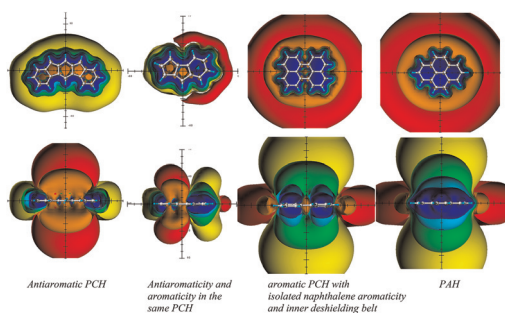 Antiaromatic PCH
Antiaromaticity and
aromaticity in the
same PCH
aromatic PCH with
isolated naphthalene aromaticity
and inner deshielding belt
PAH